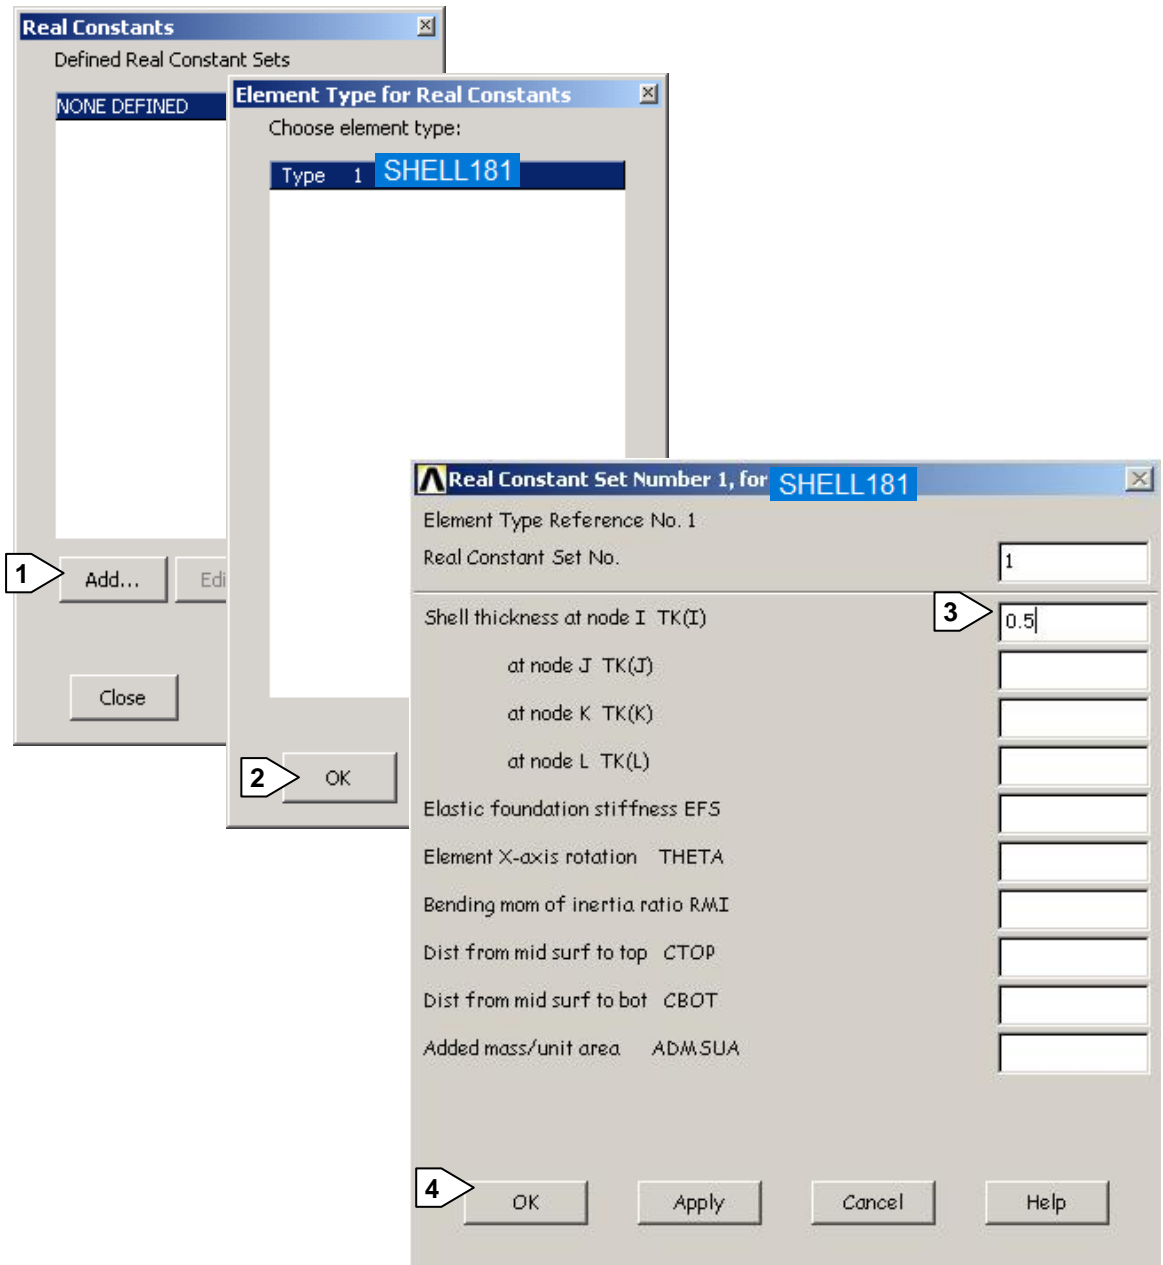 Real Constants
Defined Real Constant Sets
NONE DEFINED
Element Type for Real Constants
Choose element type:
Type 1 SHELL181
1
Add...
Edi
Close
2
OK
Real Constant Set Number 1, for SHELL181
Element Type Reference No. 1
Real Constant Set No. 1
Shell thickness at node I TK(I) 3 0.5
at node J TK(J)
at node K TK(K)
at node L TK(L)
Elastic foundation stiffness EFS
Element X-axis rotation THETA
Bending mom of inertia ratio RMI
Dist from mid surf to top CTOP
Dist from mid surf to bot CBOT
Added mass/unit area ADMSUA
4
OK Apply Cancel Help